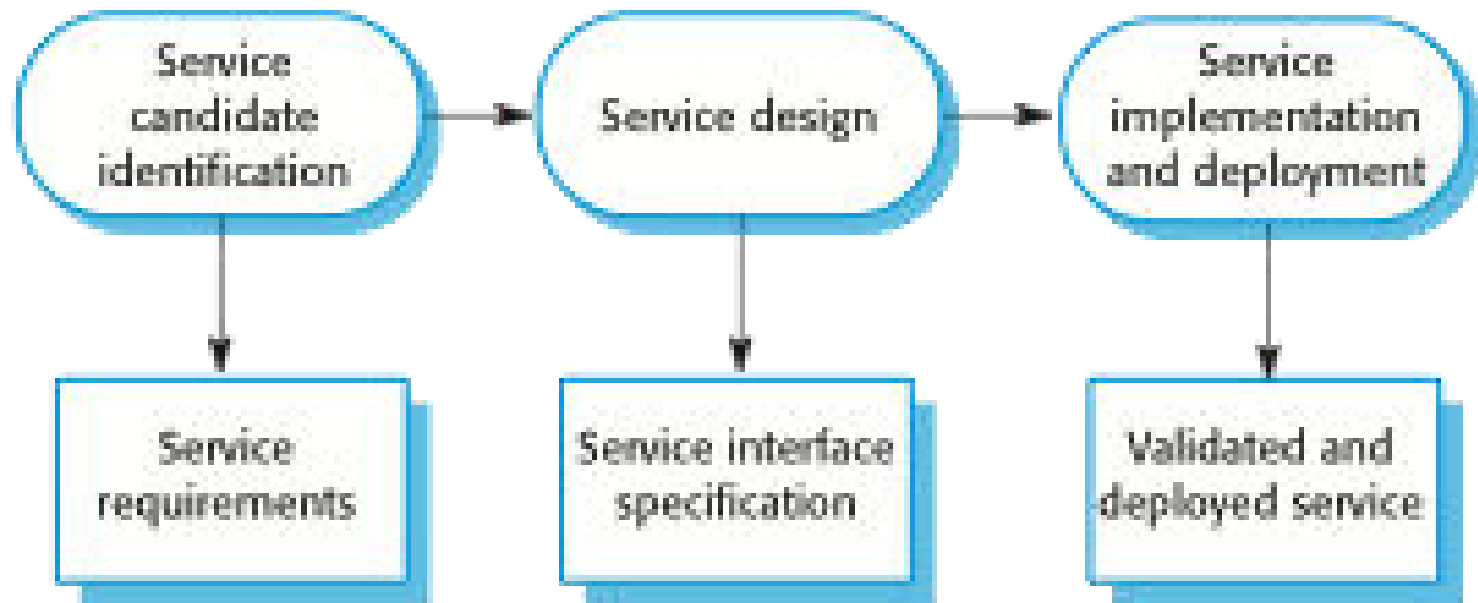 Service
candidate
identification
Service design
Service
implementation
and deployment
Service
requirements
Service interface
specification
Validated and
deployed service